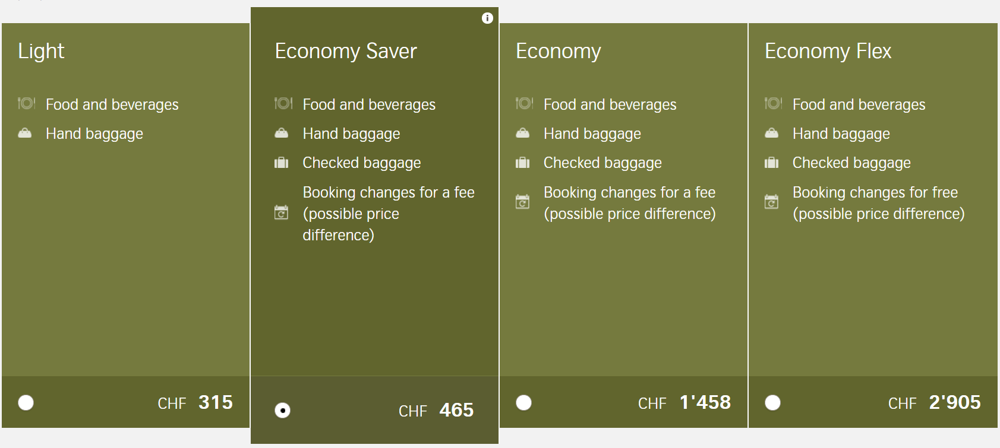 Light
Food and beverages
Hand baggage
CHF 315
Economy Saver
Food and beverages
Hand baggage
Checked baggage
Booking changes for a fee
(possible price
difference)
CHF 465
Economy
Food and beverages
Hand baggage
Checked baggage
Booking changes for a fee
(possible price difference)
CHF 1'458
Economy Flex
Food and beverages
Hand baggage
Checked baggage
Booking changes for free
(possible price difference)
CHF 2'905